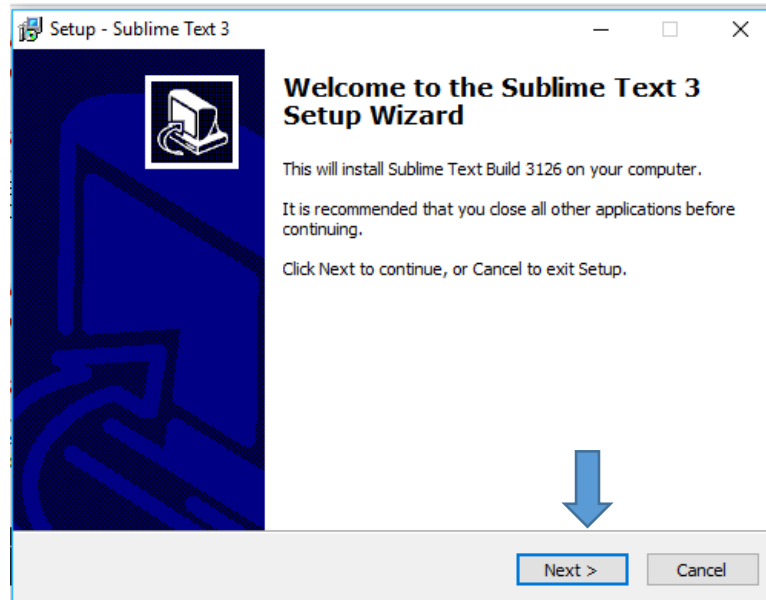 Setup - Sublime Text 3
Welcome to the Sublime Text 3
Setup Wizard
This will install Sublime Text Build 3126 on your computer.
It is recommended that you close all other applications before
continuing.
Click Next to continue, or Cancel to exit Setup.
Next >
Cancel